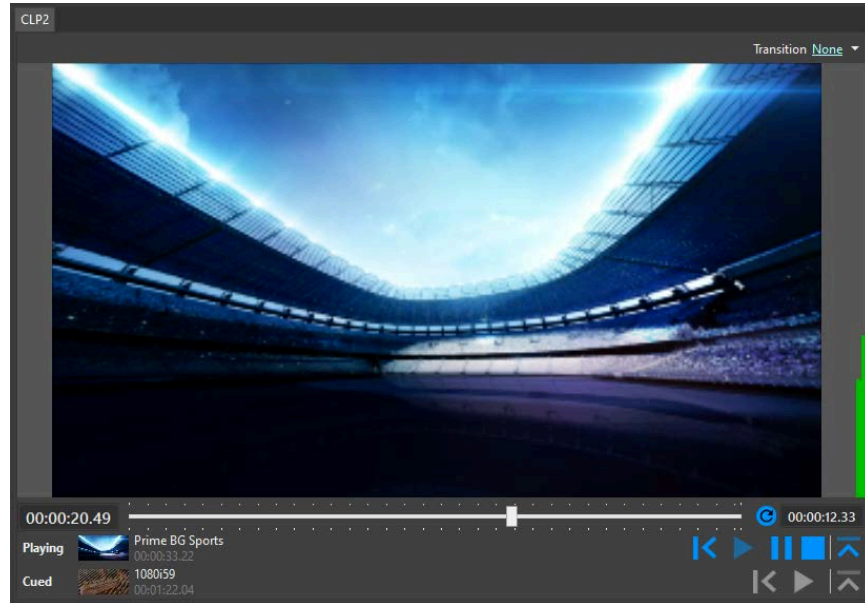 CLP2
Transition None
00:00:20.49
00:00:12.33
Playing
Prime BG Sports
00:00:33.22
Cued
1080i59
00:01:22.04